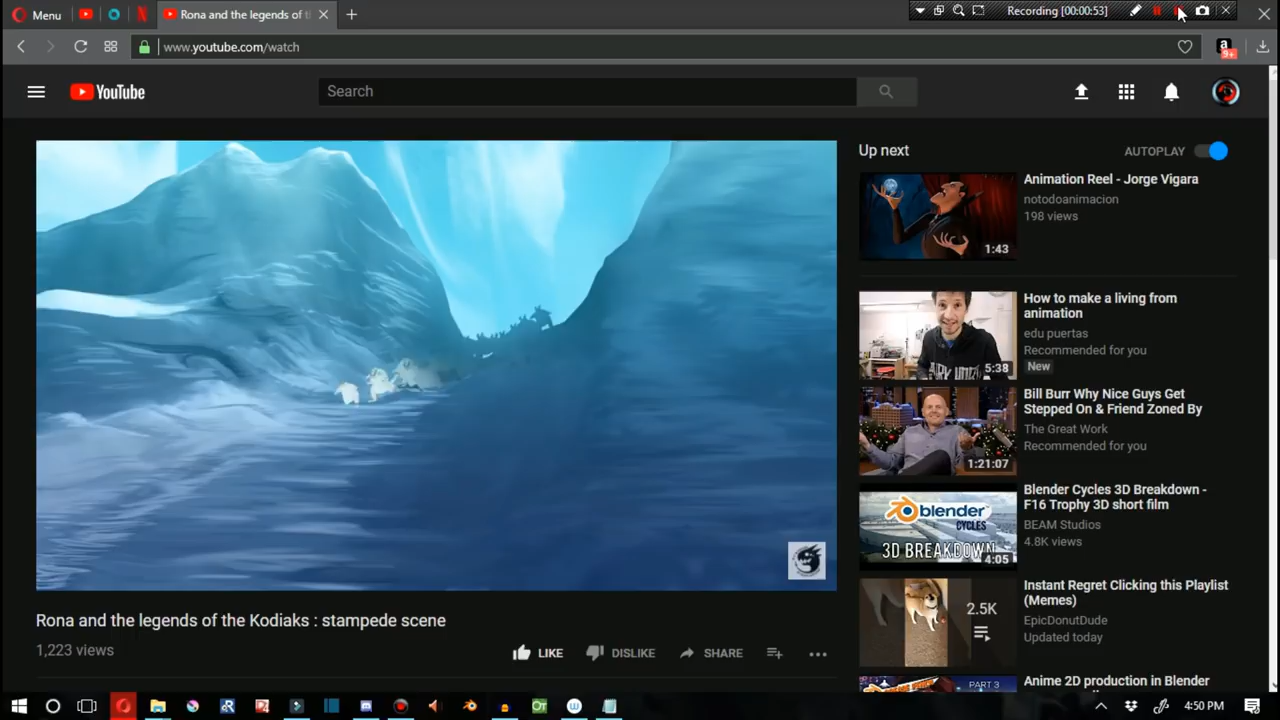 Menu
Rona and the legends of t
Recording [00:00:53]
www.youtube.com/watch
a
9+
YouTube
Search
Up next
AUTOPLAY
Animation Reel - Jorge Vigara
notodoanimacion
198 views
1:43
How to make a living from
animation
edu puertas
Recommended for you
New
5:38
Bill Burr Why Nice Guys Get
Stepped On & Friend Zoned By
The Great Work
Recommended for you
1:21:07
Blender Cycles 3D Breakdown -
F16 Trophy 3D short film
BEAM Studios
4.8K views
blender
CYCLES
3D BREAKDOWN
4:05
Instant Regret Clicking this Playlist
(Memes)
EpicDonutDude
Updated today
2.5K
Anime 2D production in Blender
PART 3
Rona and the legends of the Kodiaks : stampede scene
1,223 views
LIKE
DISLIKE
SHARE
4:50 PM